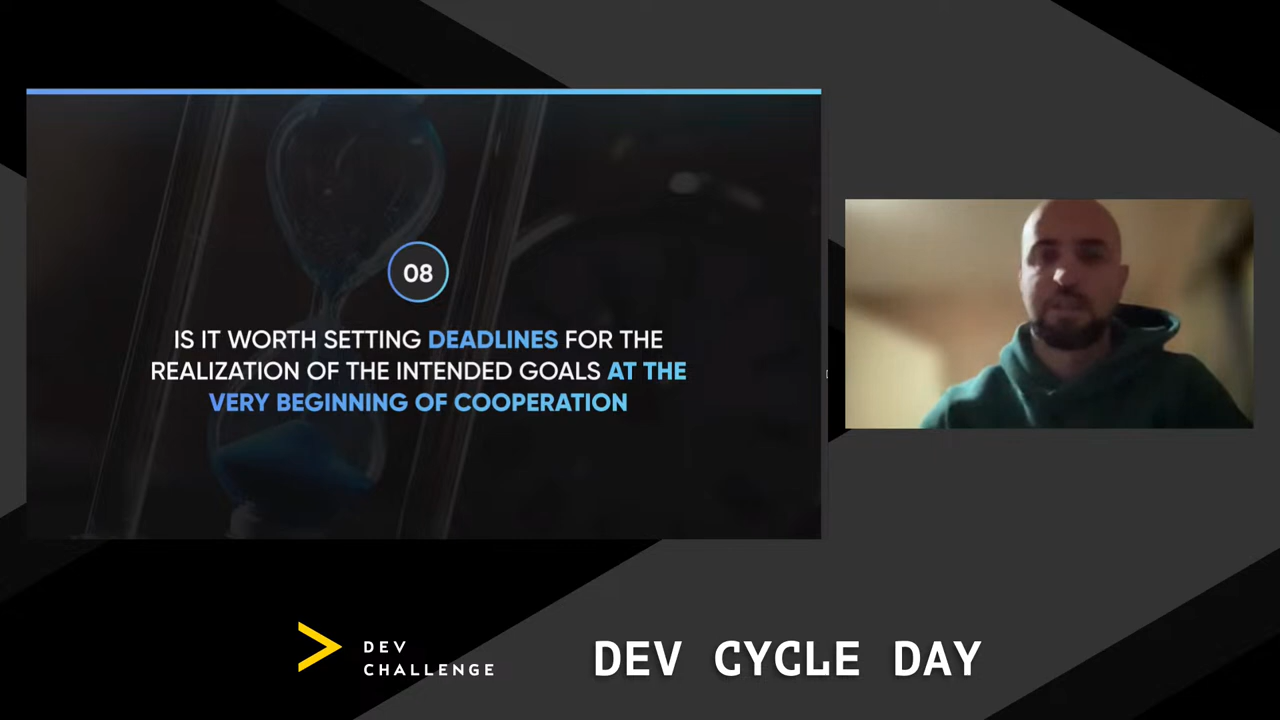 08
IS IT WORTH SETTING DEADLINES FOR THE
REALIZATION OF THE INTENDED GOALS AT THE
VERY BEGINNING OF COOPERATION
DEV
CHALLENGE
DEV CYCLE DAY